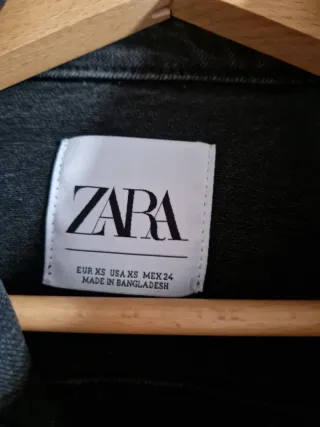 ZARA
EUR XS USA XS MEX 24
MADE IN BANGLADESH